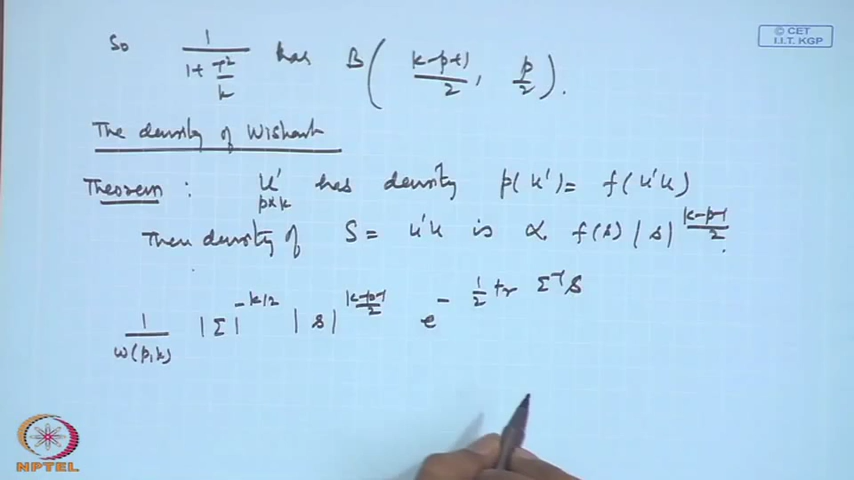 © CET
I.I.T. KGP
So 1 / (1 + T²/k) has B( (k-p+1)/2 , p/2 ).
The density of Wishart
Theorem : U' has density p(U') = f(U'U)
p×k
Then density of S = U'U is ∝ f(S) |S|^{(k-p-1)/2}.
1/w(p,k) |Σ|^{-k/2} |S|^{(k-p-1)/2} e^{-1/2 tr Σ⁻¹S}
NPTEL